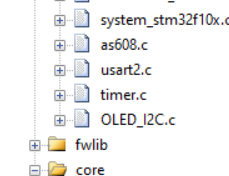 system_stm32f10x.c
as608.c
usart2.c
timer.c
OLED_I2C.c
fwlib
core